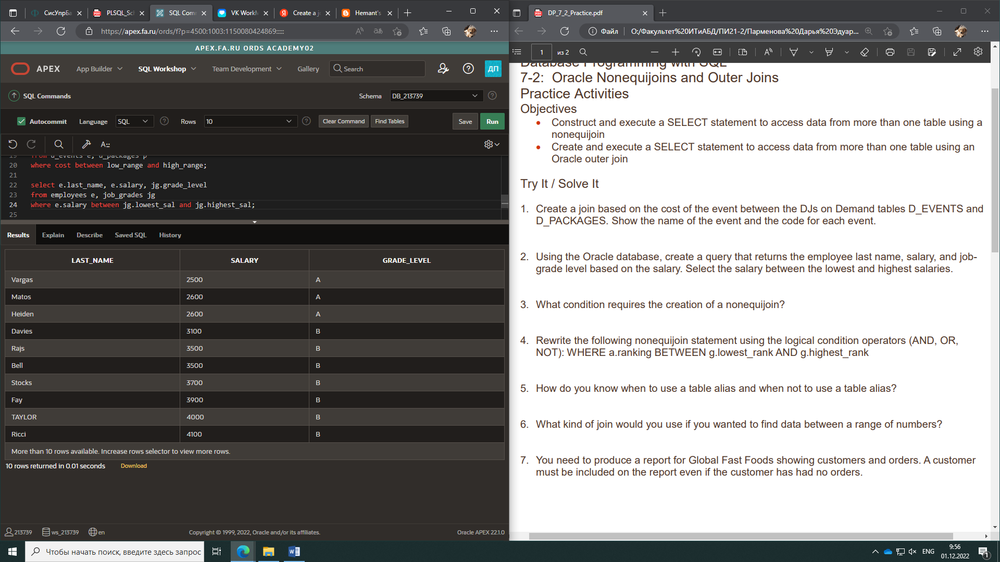 СисУпрБа
PLSQL_Sc
SQL Com
VK Work
Create a j
Hemant's
https://apex.fa.ru/ords/f?p=4500:1003:1150080424869:::::
APEX.FA.RU ORDS ACADEMY02
APEX
App Builder
SQL Workshop
Team Development
Gallery
Search
ДП
SQL Commands
Schema
DB_213739
Autocommit
Language
SQL
Rows
10
Clear Command
Find Tables
Save
Run
19 from d_events e, d_packages p
20 where cost between low_range and high_range;
21
22 select e.last_name, e.salary, jg.grade_level
23 from employees e, job_grades jg
24 where e.salary between jg.lowest_sal and jg.highest_sal;
25
Results Explain Describe Saved SQL History
LAST_NAME SALARY GRADE_LEVEL
Vargas 2500 A
Matos 2600 A
Heiden 2600 A
Davies 3100 B
Rajs 3500 B
Bell 3500 B
Stocks 3700 B
Fay 3900 B
TAYLOR 4000 B
Ricci 4100 B
More than 10 rows available. Increase rows selector to view more rows.
10 rows returned in 0.01 seconds Download
213739 ws_213739 en
Copyright © 1999, 2022, Oracle and/or its affiliates.
Oracle APEX 22.1.0
DP_7_2_Practice.pdf
Файл
O:/Факультет%20ИТиАБД/ПИ21-2/Парменова%20Дарья%20Эдуар...
1 из 2
Database Programming with SQL
7-2: Oracle Nonequijoins and Outer Joins
Practice Activities
Objectives
• Construct and execute a SELECT statement to access data from more than one table using a
nonequijoin
• Create and execute a SELECT statement to access data from more than one table using an
Oracle outer join
Try It / Solve It
1. Create a join based on the cost of the event between the DJs on Demand tables D_EVENTS and
D_PACKAGES. Show the name of the event and the code for each event.
2. Using the Oracle database, create a query that returns the employee last name, salary, and job-
grade level based on the salary. Select the salary between the lowest and highest salaries.
3. What condition requires the creation of a nonequijoin?
4. Rewrite the following nonequijoin statement using the logical condition operators (AND, OR,
NOT): WHERE a.ranking BETWEEN g.lowest_rank AND g.highest_rank
5. How do you know when to use a table alias and when not to use a table alias?
6. What kind of join would you use if you wanted to find data between a range of numbers?
7. You need to produce a report for Global Fast Foods showing customers and orders. A customer
must be included on the report even if the customer has had no orders.
Чтобы начать поиск, введите здесь запрос
ENG
9:56
01.12.2022
1